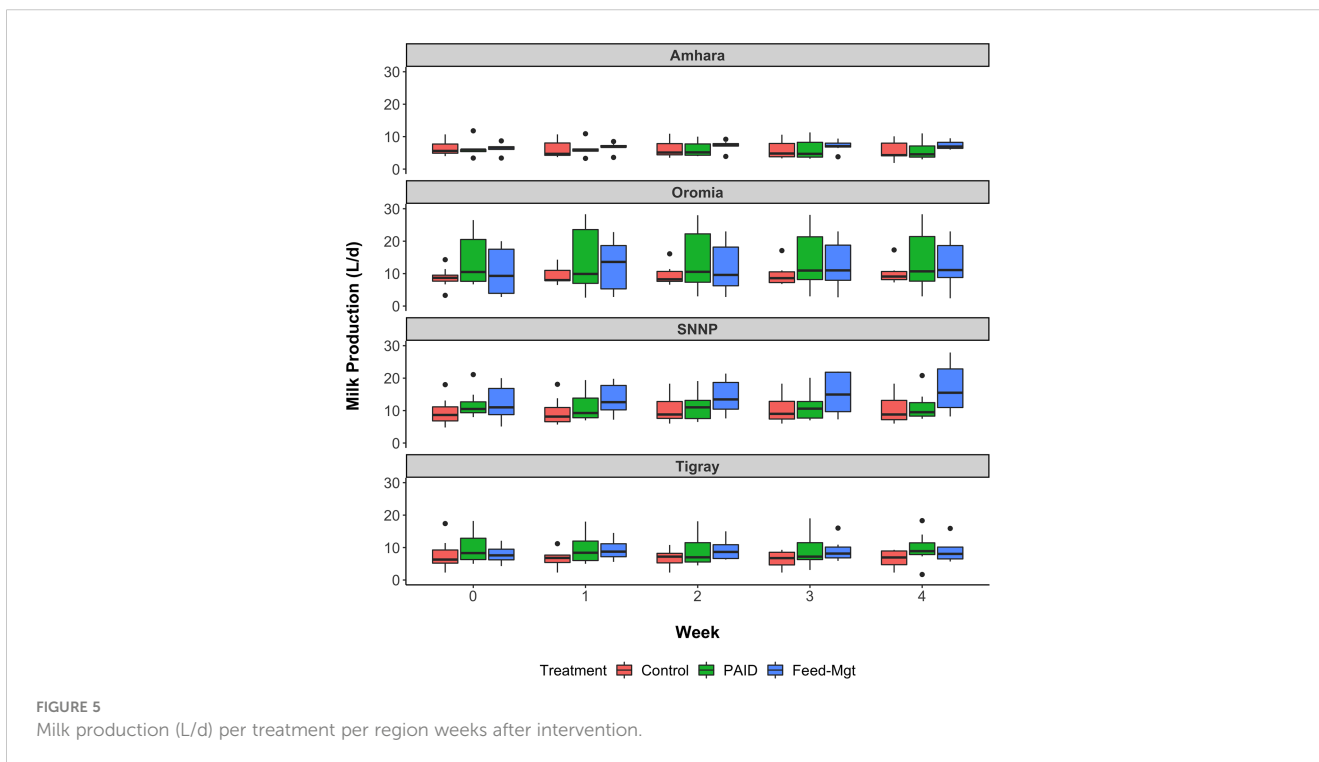 Amhara
30
20
10
0
Oromia
30
20
10
0
SNNP
30
20
10
0
Tigray
30
20
10
0
Milk Production (L/d)
0 1 2 3 4
Week
Treatment Control PAID Feed-Mgt
FIGURE 5
Milk production (L/d) per treatment per region weeks after intervention.